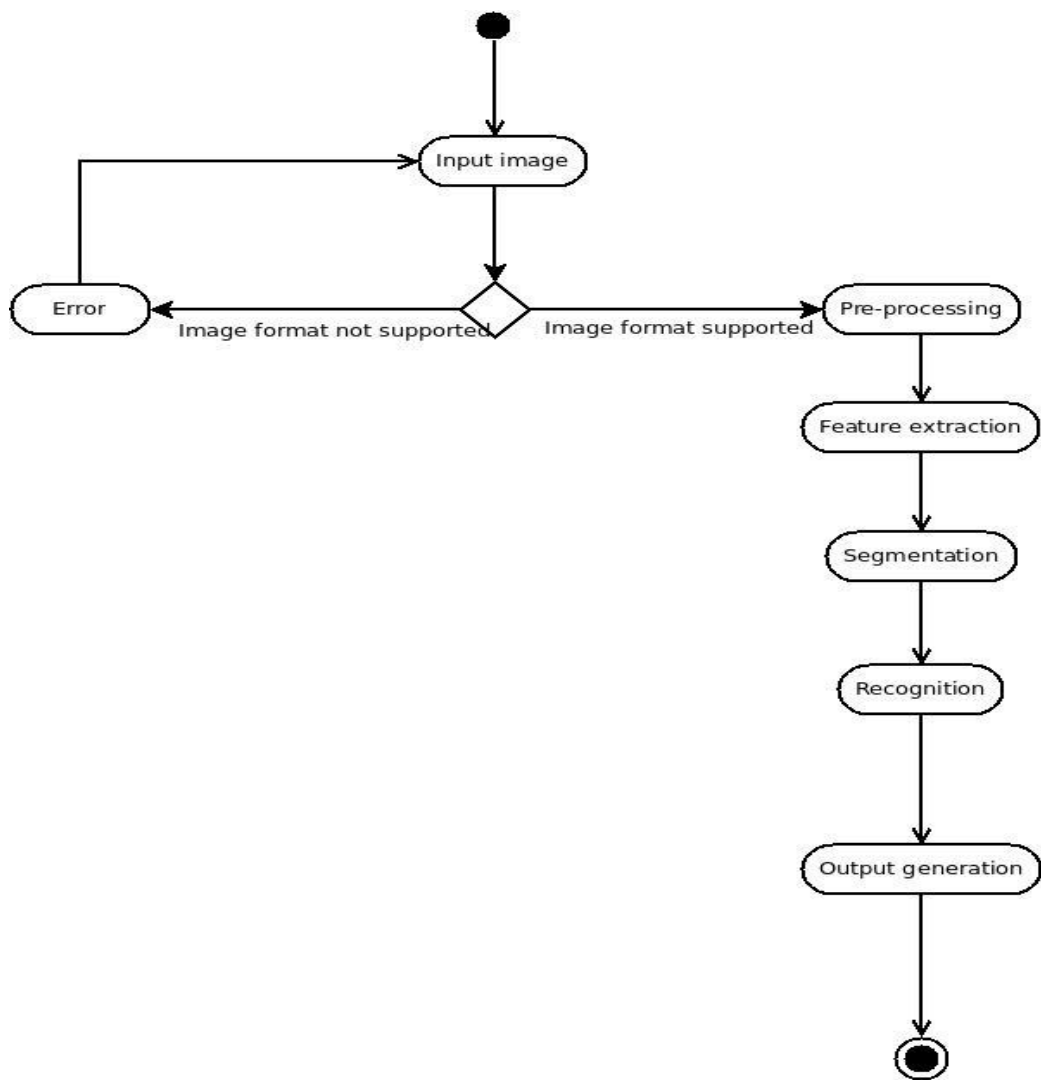 Input image
Error
Image format not supported
Image format supported
Pre-processing
Feature extraction
Segmentation
Recognition
Output generation